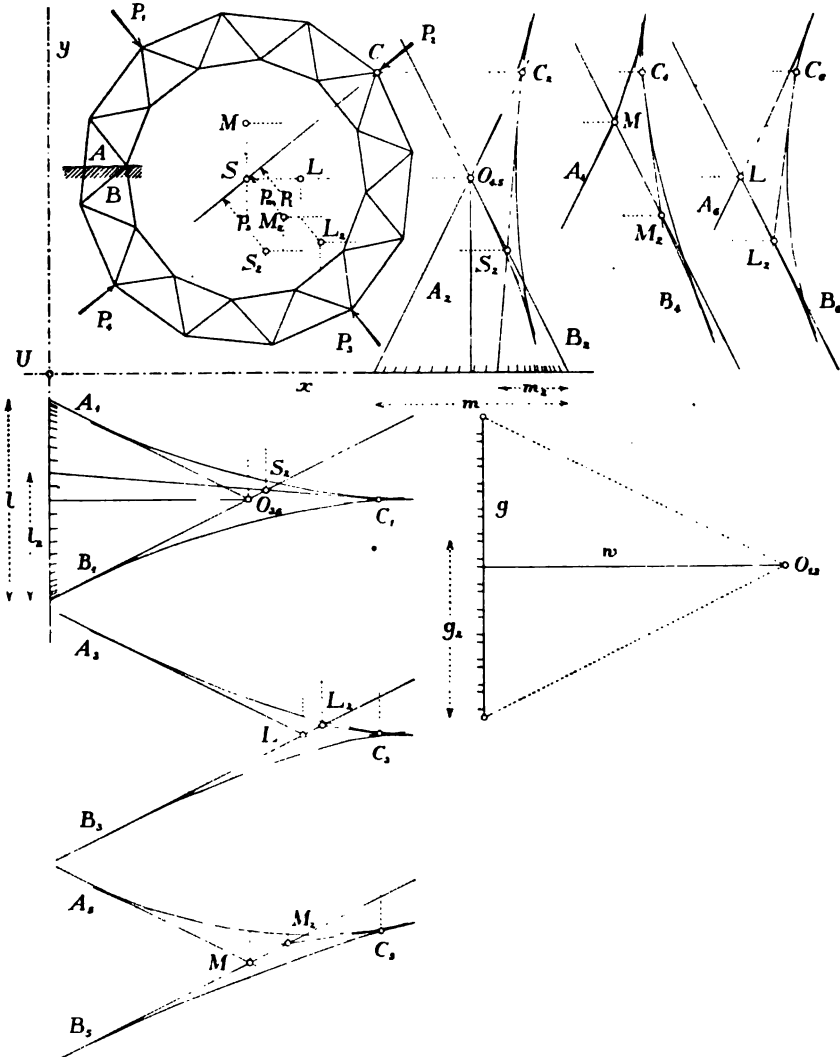 P₁
y
C
P₂
M
A
B
S
L
P₂, R
M₂
P₂
L₂
S₂
P₄
P₃
C₂
O₄.₅
S₂
A₂
B₂
C₄
M
A₄
M₂
B₄
C₆
L
A₆
L₂
B₆
U
x
m₂
m
A₁
l
l₂
S₂
O₃.₆
C₁
B₁
g
w
O₁.₂
g₂
A₃
L₂
L
C₃
B₃
A₅
M₂
M
C₅
B₅